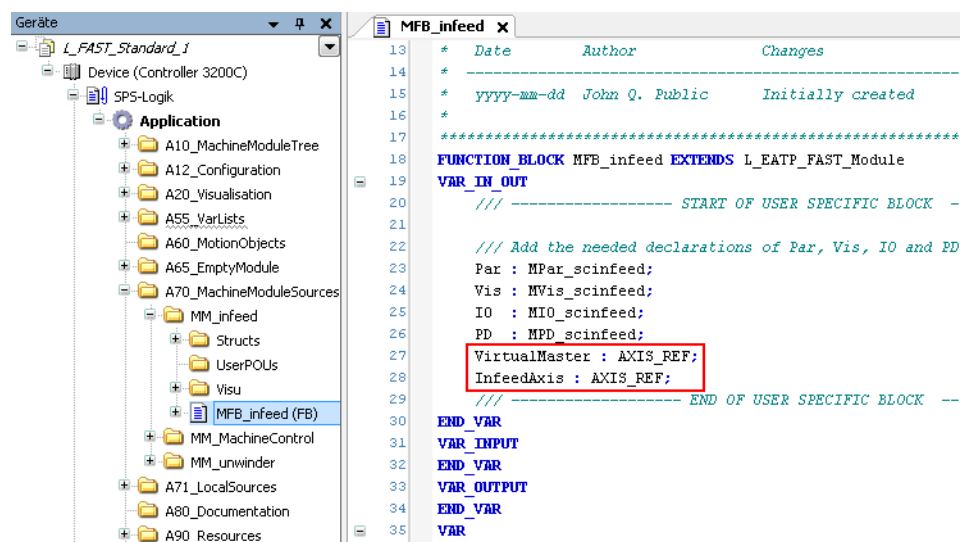 Geräte
L_FAST_Standard_1
Device (Controller 3200C)
SPS-Logik
Application
A10_MachineModuleTree
A12_Configuration
A20_Visualisation
A55_VarLists
A60_MotionObjects
A65_EmptyModule
A70_MachineModuleSources
MM_infeed
Structs
UserPOUs
Visu
MFB_infeed (FB)
MM_MachineControl
MM_unwinder
A71_LocalSources
A80_Documentation
A90_Resources
MFB_infeed
13 * Date Author Changes
14 * -------------------------------------------------------
15 * yyyy-mm-dd John Q. Public Initially created
16 *
17 **********************************************************
18 FUNCTION_BLOCK MFB_infeed EXTENDS L_EATP_FAST_Module
19 VAR_IN_OUT
20 /// ------------------ START OF USER SPECIFIC BLOCK -
21
22 /// Add the needed declarations of Par, Vis, IO and PD
23 Par : MPar_scinfeed;
24 Vis : MVis_scinfeed;
25 IO : MIO_scinfeed;
26 PD : MPD_scinfeed;
27 VirtualMaster : AXIS_REF;
28 InfeedAxis : AXIS_REF;
29 /// ------------------- END OF USER SPECIFIC BLOCK --
30 END_VAR
31 VAR_INPUT
32 END_VAR
33 VAR_OUTPUT
34 END_VAR
35 VAR